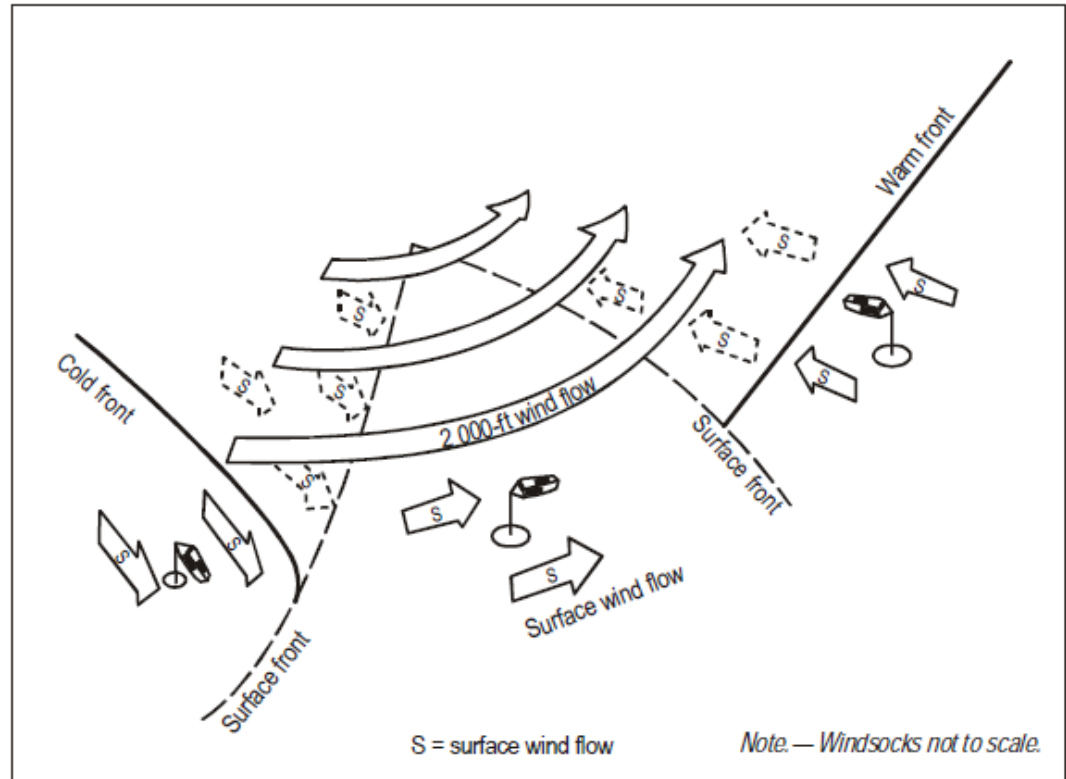 Warm front
S
S
S
S
S
S
Cold front
S
S
S
2 000-ft wind flow
Surface front
S
S
S
S
S
Surface wind flow
Surface front
S = surface wind flow
Note. — Windsocks not to scale.